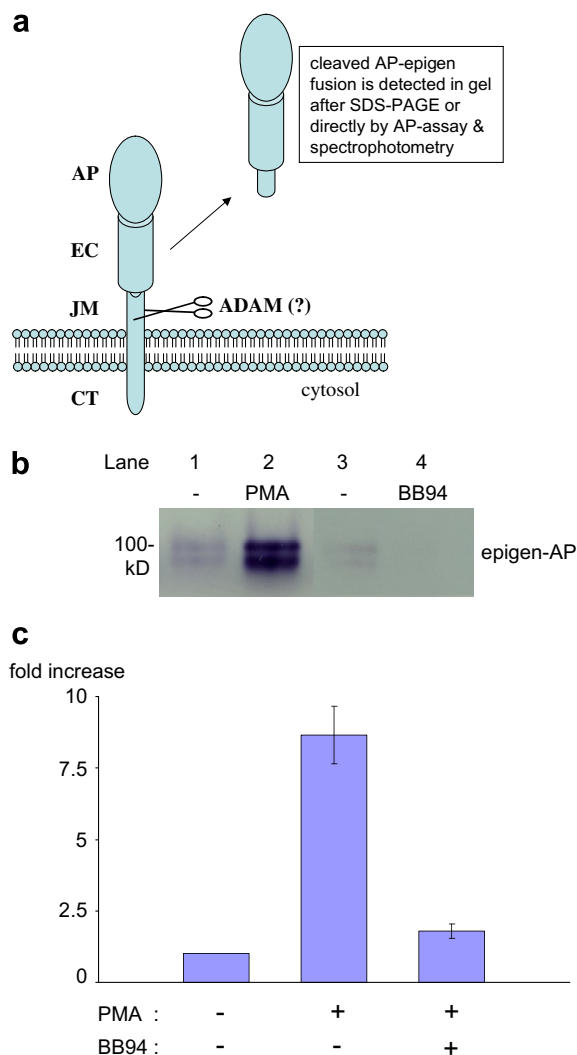 a
cleaved AP-epigen
fusion is detected in gel
after SDS-PAGE or
directly by AP-assay &
spectrophotometry
AP
EC
JM
ADAM (?)
CT
cytosol
b
Lane 1 2 3 4
- PMA - BB94
100-
kD
epigen-AP
c
fold increase
10
7.5
5
2.5
0
PMA : - + +
BB94 : - - +